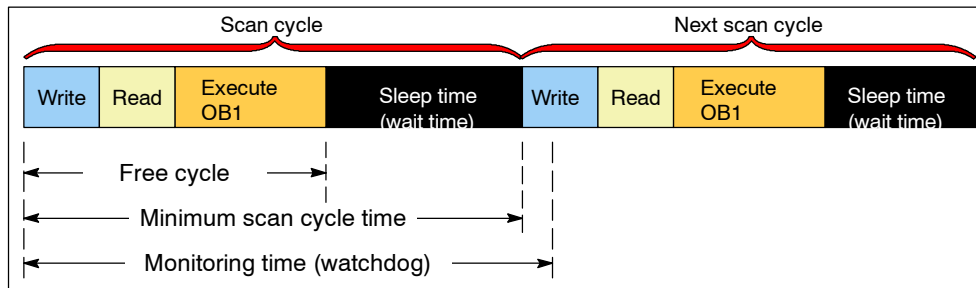 Scan cycle
Next scan cycle
Write
Read
Execute
OB1
Sleep time
(wait time)
Write
Read
Execute
OB1
Sleep time
(wait time)
Free cycle
Minimum scan cycle time
Monitoring time (watchdog)